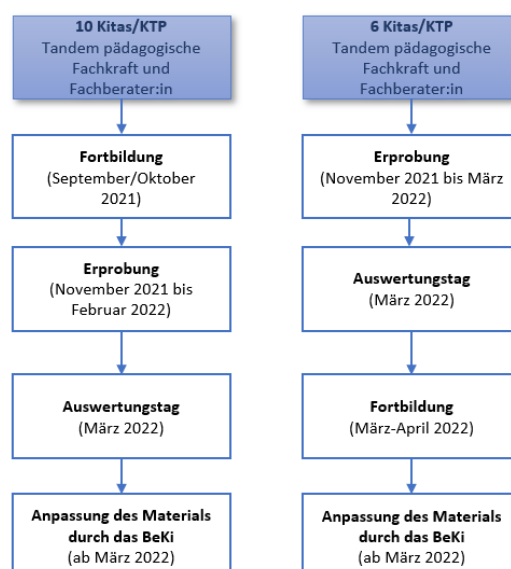 10 Kitas/KTP
Tandem pädagogische
Fachkraft und
Fachberater:in
Fortbildung
(September/Oktober
2021)
Erprobung
(November 2021 bis
Februar 2022)
Auswertungstag
(März 2022)
Anpassung des Materials
durch das BeKi
(ab März 2022)
6 Kitas/KTP
Tandem pädagogische
Fachkraft und
Fachberater:in
Erprobung
(November 2021 bis März
2022)
Auswertungstag
(März 2022)
Fortbildung
(März-April 2022)
Anpassung des Materials
durch das BeKi
(ab März 2022)